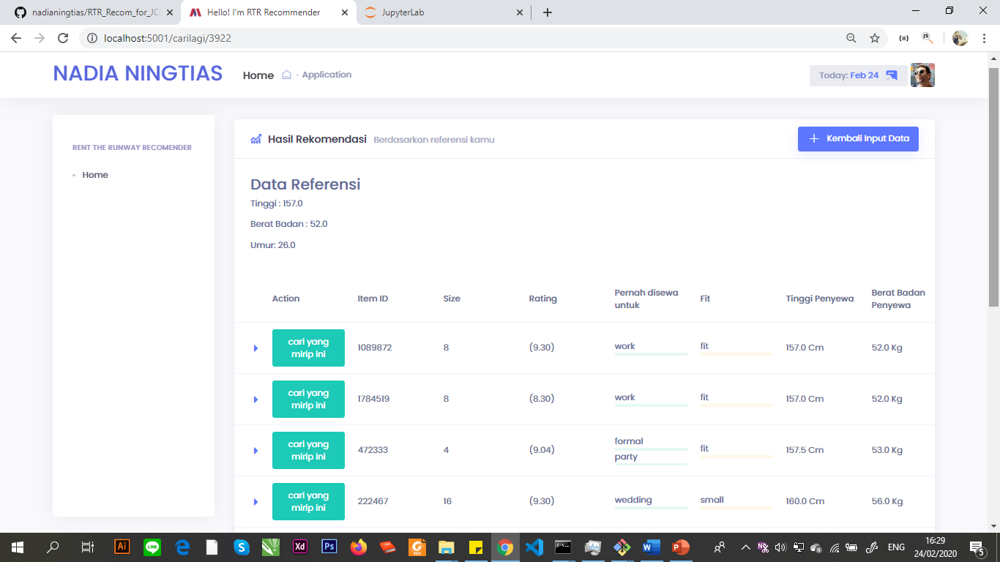 nadianingtias/RTR_Recom_for_JC
Hello! I'm RTR Recommender
JupyterLab
localhost:5001/carilagi/3922
NADIA NINGTIAS
Home
Application
Today: Feb 24
RENT THE RUNWAY RECOMENDER
Home
Hasil Rekomendasi Berdasarkan referensi kamu
Kembali Input Data
Data Referensi
Tinggi : 157.0
Berat Badan : 52.0
Umur: 26.0
Action Item ID Size Rating Pernah disewa untuk Fit Tinggi Penyewa Berat Badan Penyewa
cari yang mirip ini 1089872 8 (9.30) work fit 157.0 Cm 52.0 Kg
cari yang mirip ini 1784519 8 (8.30) work fit 157.0 Cm 52.0 Kg
cari yang mirip ini 472333 4 (9.04) formal party fit 157.5 Cm 53.0 Kg
cari yang mirip ini 222467 16 (9.30) wedding small 160.0 Cm 56.0 Kg
Ai
LINE
Xd
Ps
ENG
16:29
24/02/2020
5